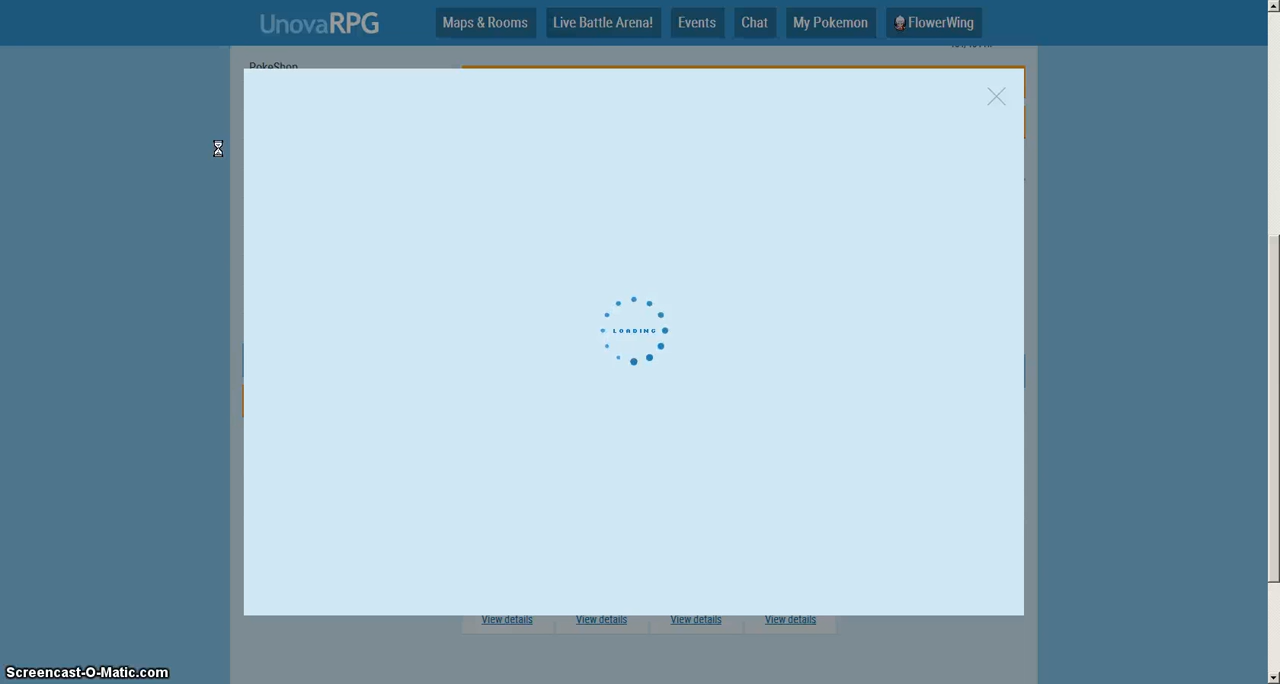 UnovaRPG Maps & Rooms Live Battle Arena! Events Chat My Pokemon FlowerWing
PokeShop
LOADING
View details View details View details View details
Screencast-O-Matic.com